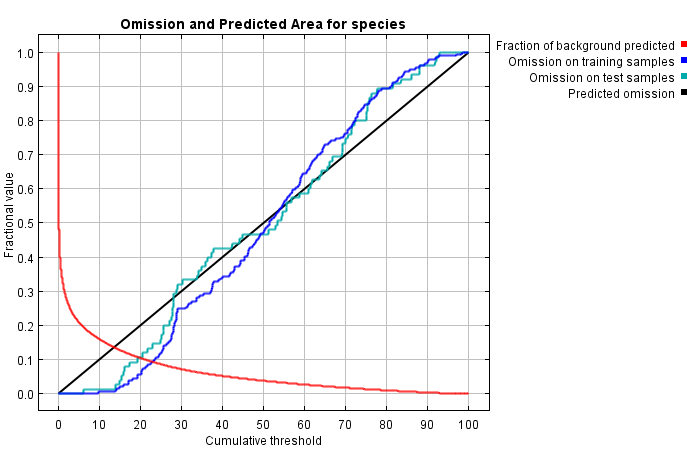 Omission and Predicted Area for species
Fraction of background predicted
Omission on training samples
Omission on test samples
Predicted omission
Fractional value
1.0
0.9
0.8
0.7
0.6
0.5
0.4
0.3
0.2
0.1
0.0
0 10 20 30 40 50 60 70 80 90 100
Cumulative threshold